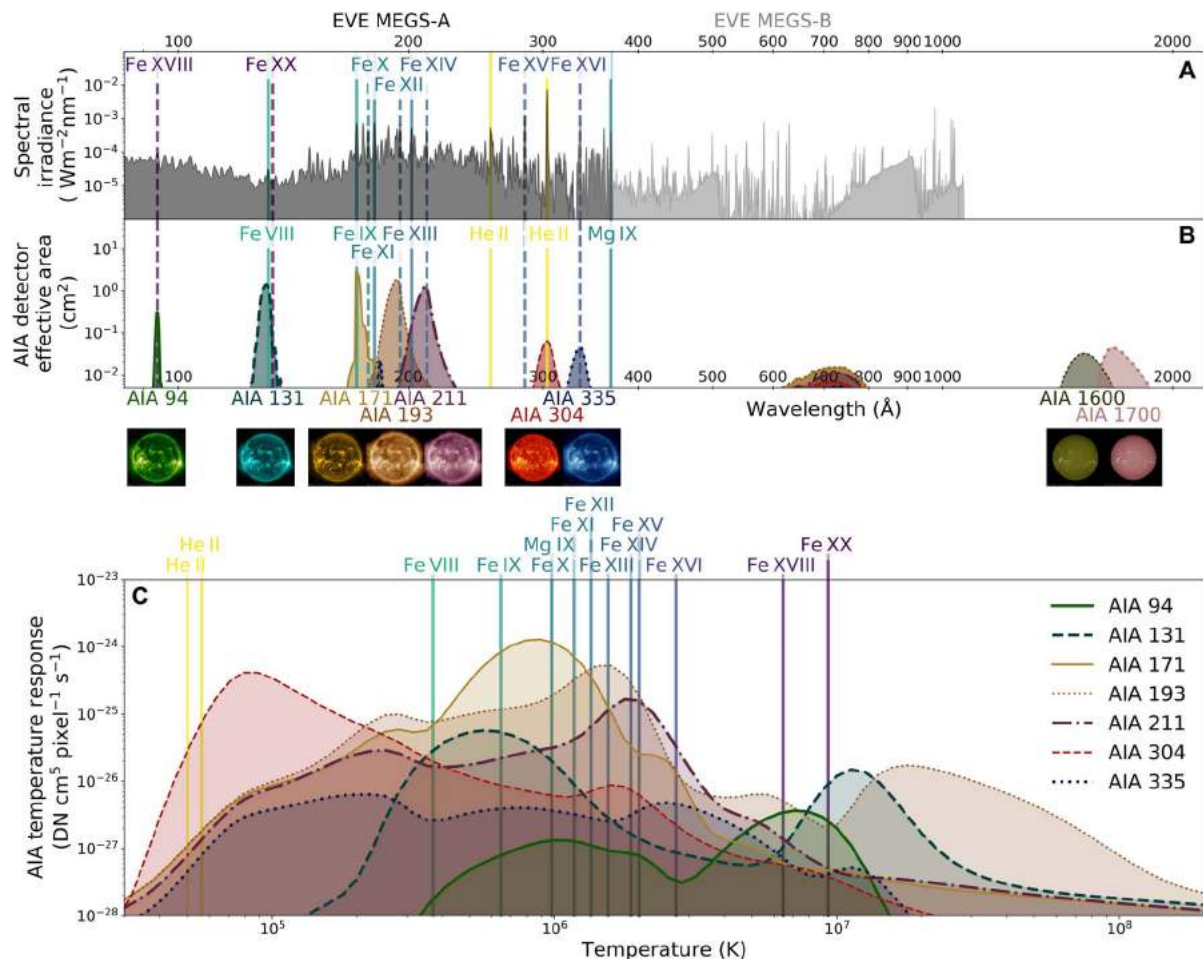 EVE MEGS-A EVE MEGS-B
100 200 300 400 500 600 700 800 900 1000 2000
Fe XVIII Fe XX Fe X Fe XIV Fe XV Fe XVI A
Fe XII
10⁻²
10⁻³
10⁻⁴
10⁻⁵
Spectral
irradiance
( Wm⁻²nm⁻¹)
Fe VIII Fe IX Fe XIII He II He II Mg IX B
Fe XI
10¹
10⁰
10⁻¹
10⁻²
AIA detector
effective area
(cm²)
100 200 300 400 500 600 700 800 900 1000 2000
AIA 94 AIA 131 AIA 171 AIA 211 AIA 335 Wavelength (Å) AIA 1600
AIA 193 AIA 304 AIA 1700
Fe XII
Fe XI Fe XV
He II Mg IX Fe XIV Fe XX
He II Fe VIII Fe IX Fe X Fe XIII Fe XVI Fe XVIII
C
10⁻²³
10⁻²⁴
10⁻²⁵
10⁻²⁶
10⁻²⁷
10⁻²⁸
AIA temperature response
(DN cm⁵ pixel⁻¹ s⁻¹)
AIA 94
AIA 131
AIA 171
AIA 193
AIA 211
AIA 304
AIA 335
10⁵ 10⁶ 10⁷ 10⁸
Temperature (K)